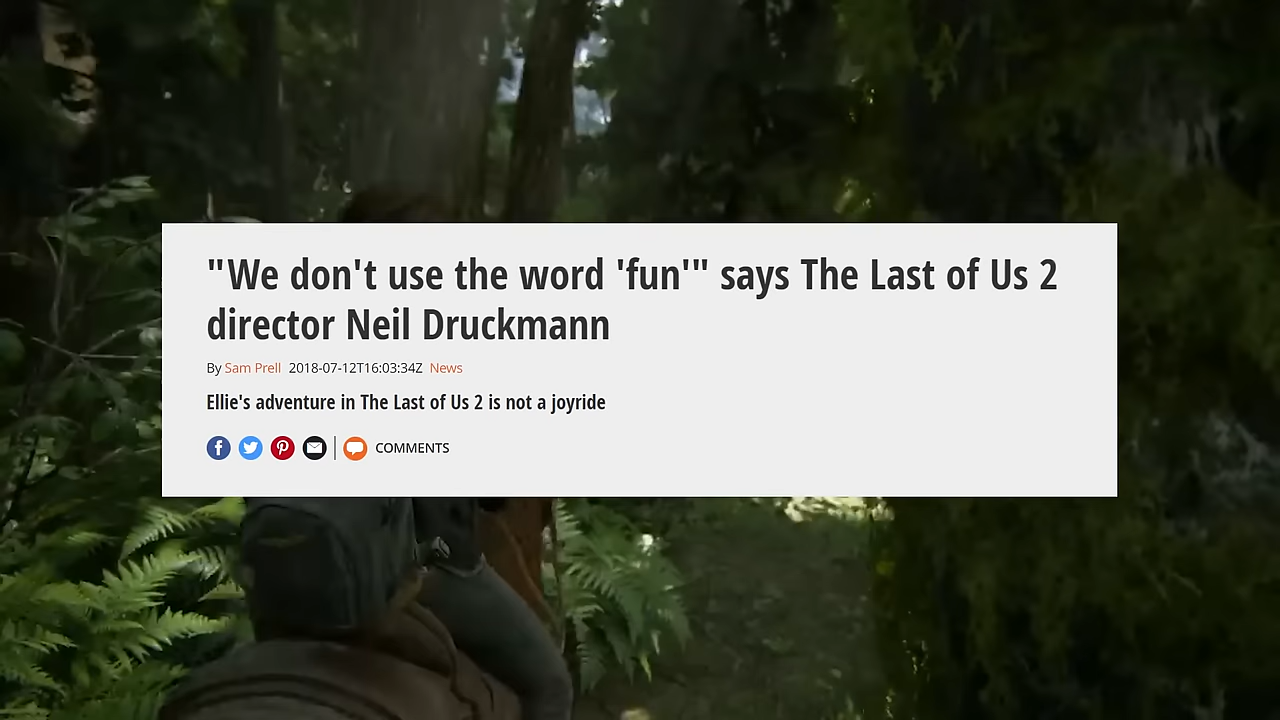 "We don't use the word 'fun'" says The Last of Us 2
director Neil Druckmann
By Sam Prell 2018-07-12T16:03:34Z News
Ellie's adventure in The Last of Us 2 is not a joyride
COMMENTS